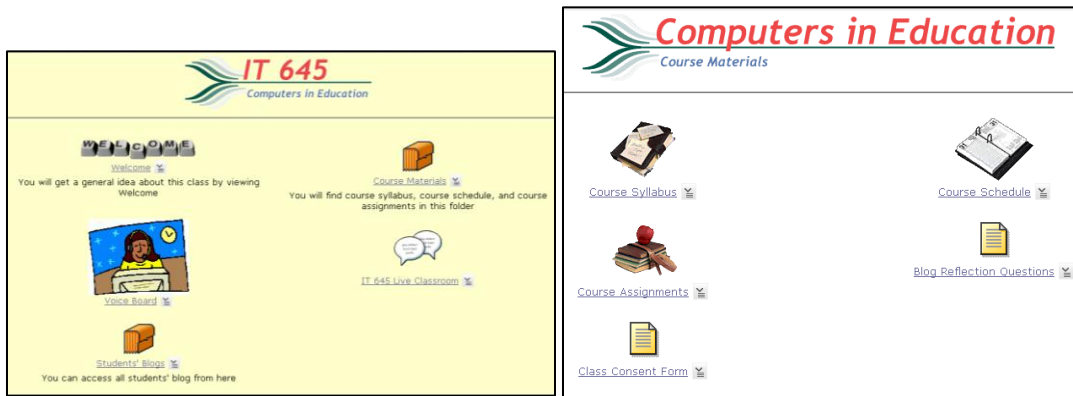 IT 645
Computers in Education
WELCOME
Welcome
You will get a general idea about this class by viewing
Welcome
Course Materials
You will find course syllabus, course schedule, and course
assignments in this folder
Voice Board
IT 645 Live Classroom
Students' Blogs
You can access all students' blog from here
Computers in Education
Course Materials
Course Syllabus
Course Schedule
Course Assignments
Blog Reflection Questions
Class Consent Form